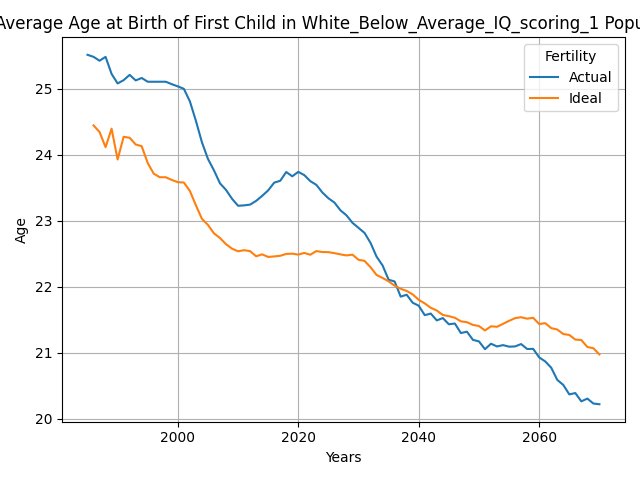 Average Age at Birth of First Child in White_Below_Average_IQ_scoring_1 Popu
Fertility
Actual
Ideal
Age
25
24
23
22
21
20
2000 2020 2040 2060
Years